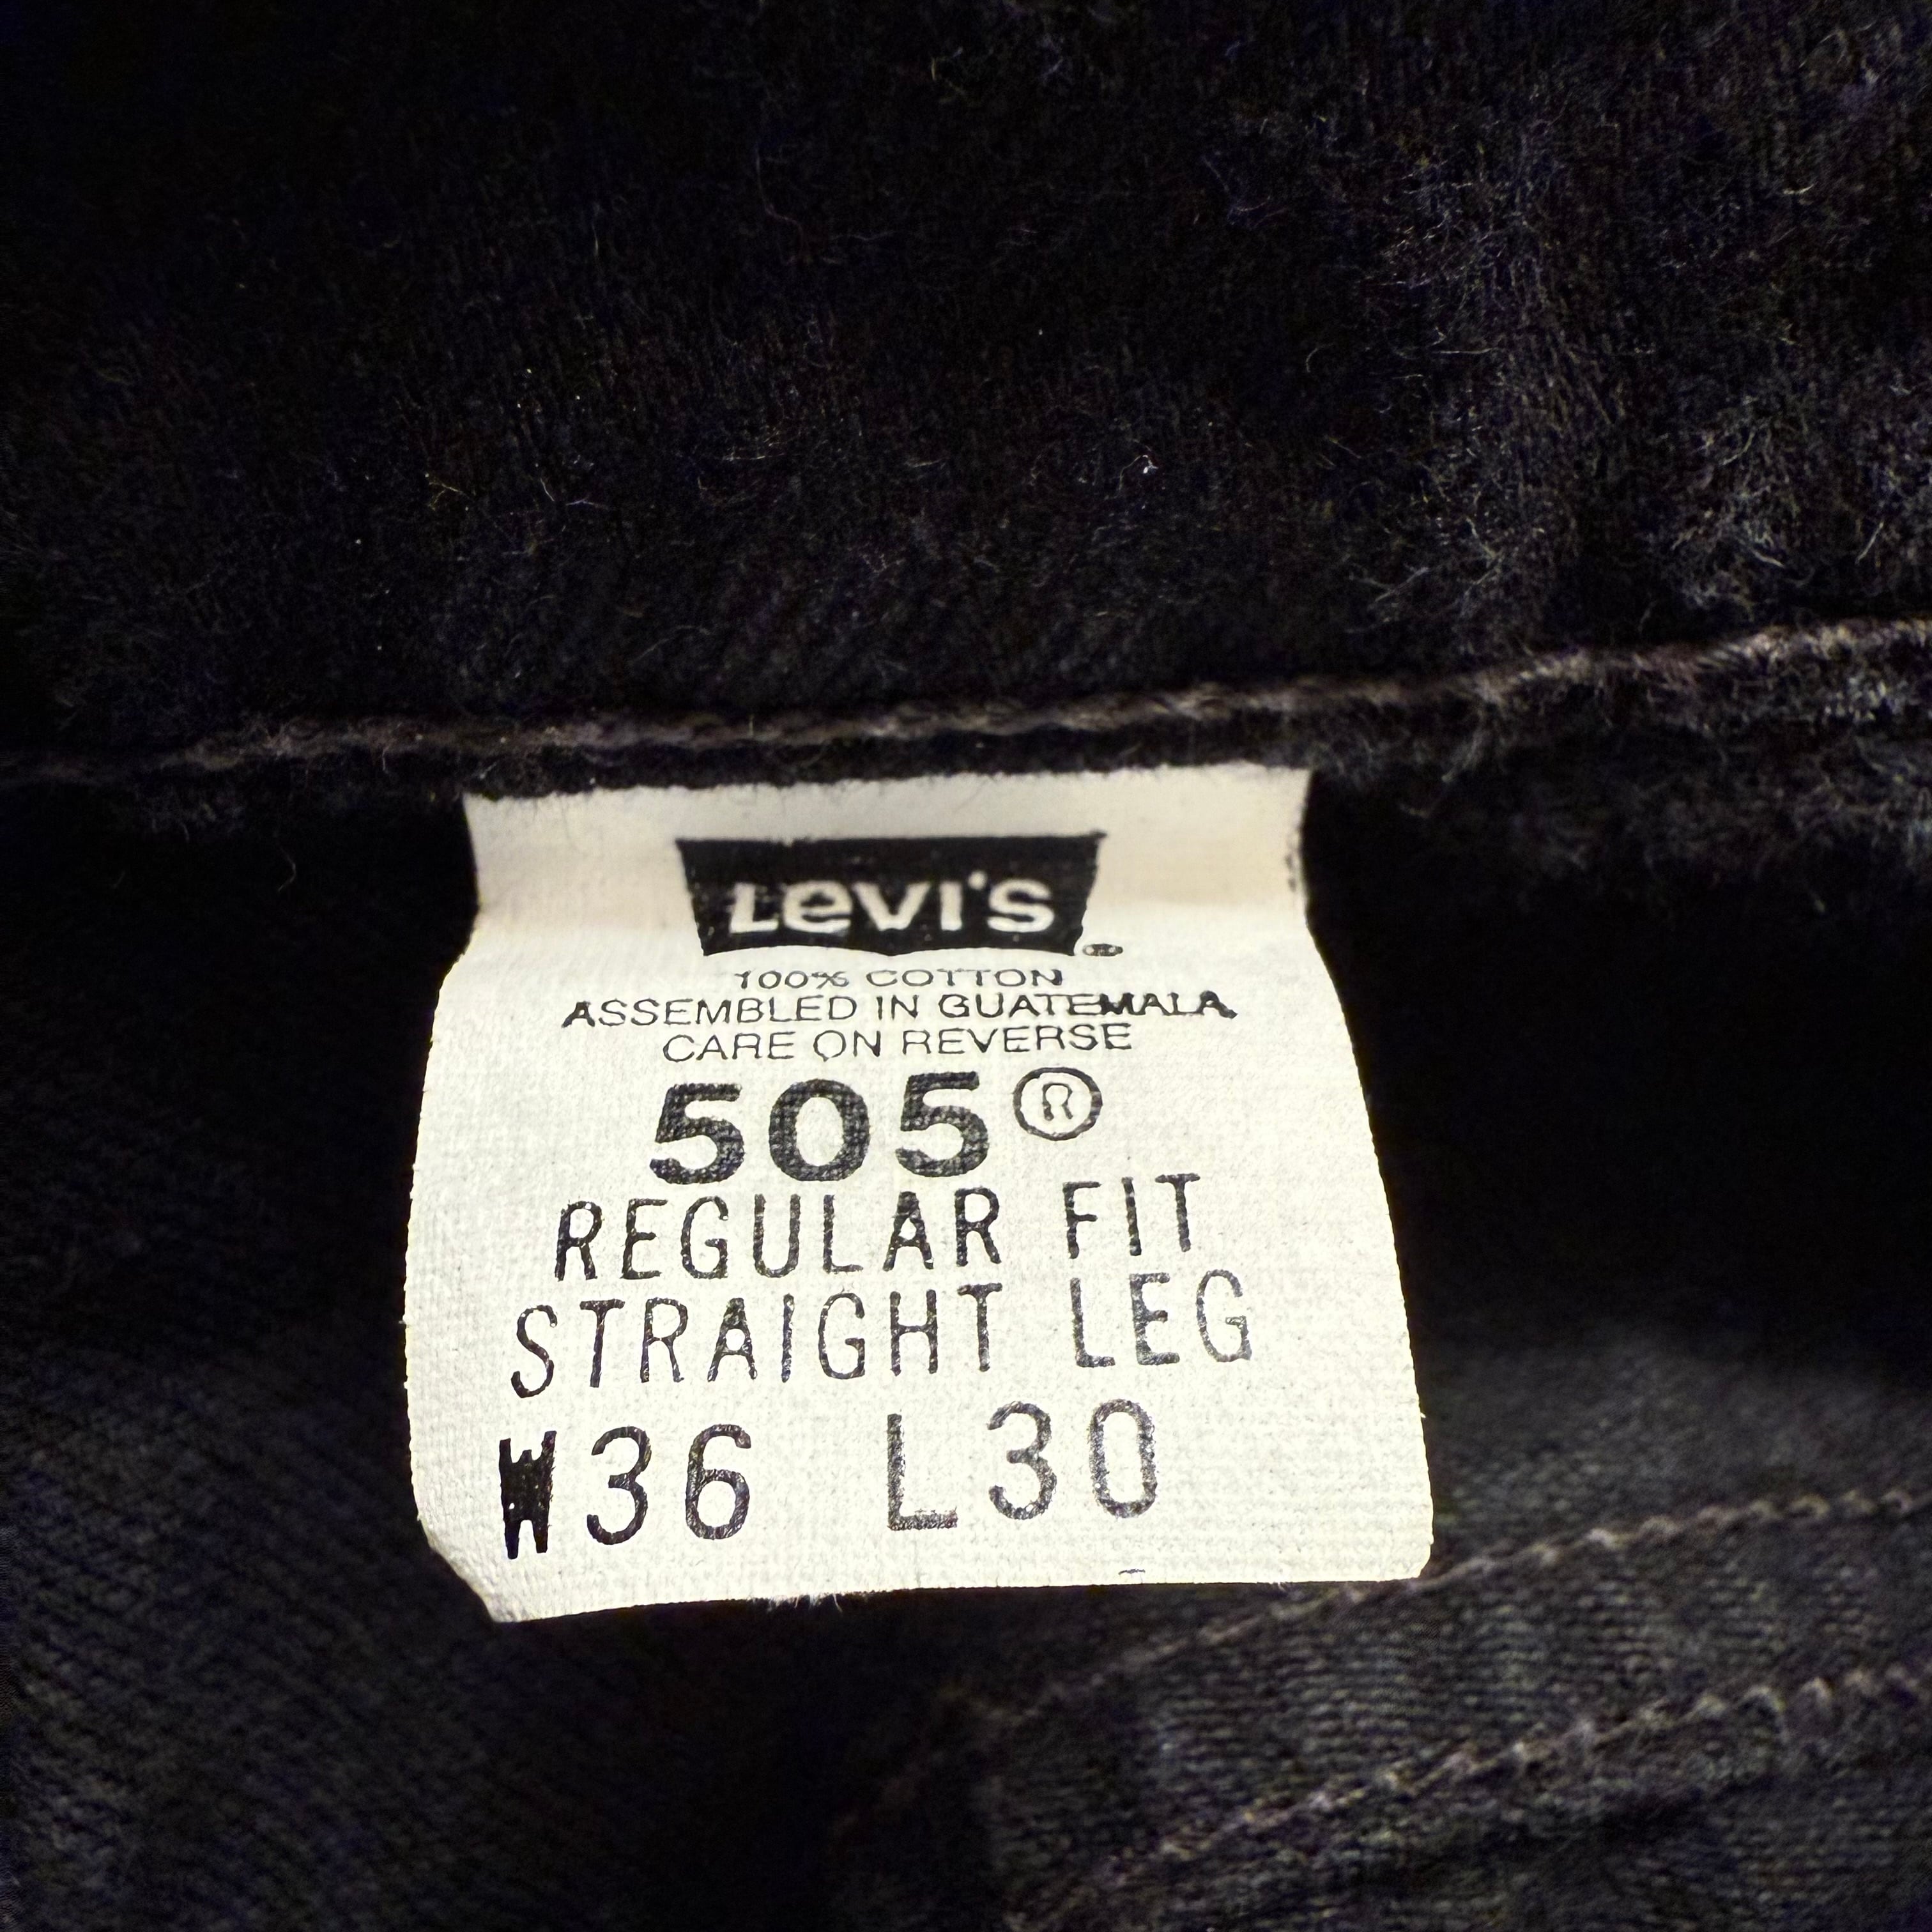 Levi's
100% COTTON
ASSEMBLED IN GUATEMALA
CARE ON REVERSE
505®
REGULAR FIT
STRAIGHT LEG
W36 L30